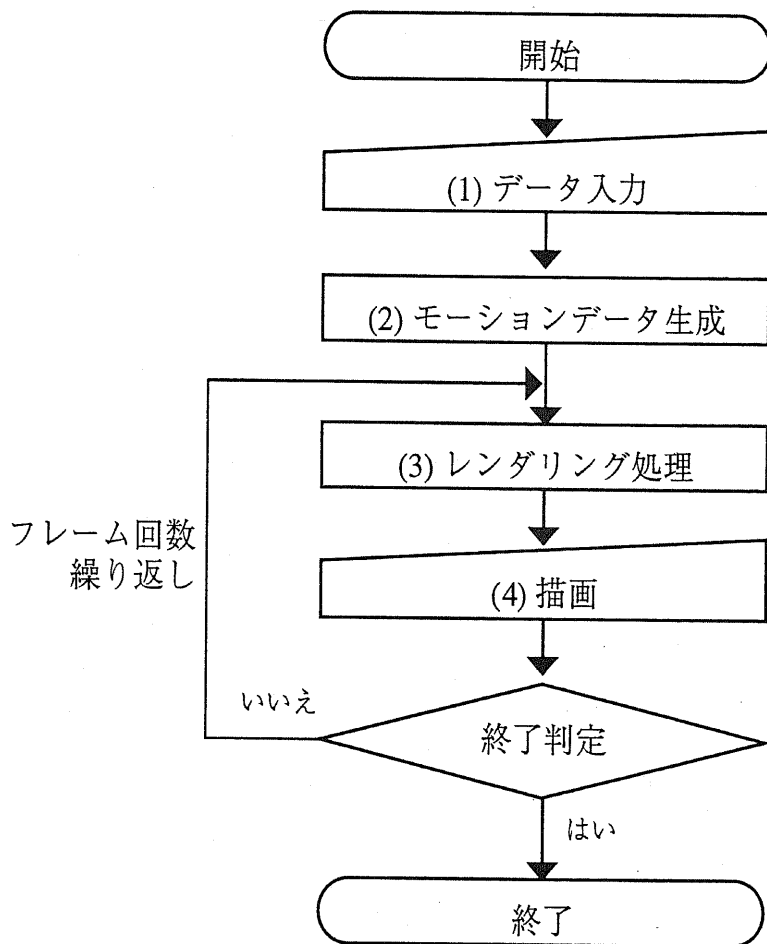 開始
(1) データ入力
(2) モーションデータ生成
(3) レンダリング処理
フレーム回数
繰り返し
(4) 描画
いいえ
終了判定
はい
終了